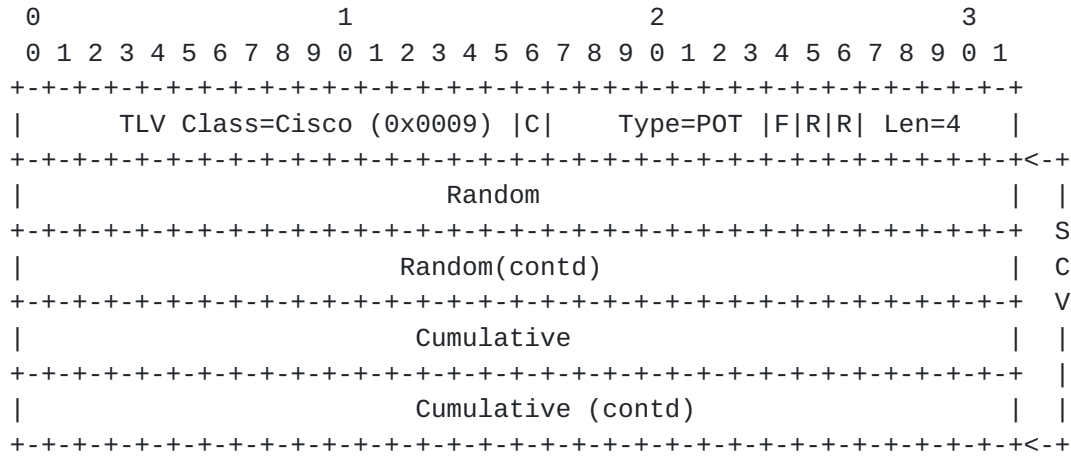 0                   1                   2                   3
 0 1 2 3 4 5 6 7 8 9 0 1 2 3 4 5 6 7 8 9 0 1 2 3 4 5 6 7 8 9 0 1
+-+-+-+-+-+-+-+-+-+-+-+-+-+-+-+-+-+-+-+-+-+-+-+-+-+-+-+-+-+-+-+-+
|      TLV Class=Cisco (0x0009) |C|    Type=POT |F|R|R| Len=4   |
+-+-+-+-+-+-+-+-+-+-+-+-+-+-+-+-+-+-+-+-+-+-+-+-+-+-+-+-+-+-+-+-+<-+
|                           Random                              |  |
+-+-+-+-+-+-+-+-+-+-+-+-+-+-+-+-+-+-+-+-+-+-+-+-+-+-+-+-+-+-+-+-+  S
|                        Random(contd)                          |  C
+-+-+-+-+-+-+-+-+-+-+-+-+-+-+-+-+-+-+-+-+-+-+-+-+-+-+-+-+-+-+-+-+  V
|                         Cumulative                            |  |
+-+-+-+-+-+-+-+-+-+-+-+-+-+-+-+-+-+-+-+-+-+-+-+-+-+-+-+-+-+-+-+-+  |
|                         Cumulative (contd)                    |  |
+-+-+-+-+-+-+-+-+-+-+-+-+-+-+-+-+-+-+-+-+-+-+-+-+-+-+-+-+-+-+-+-+<-+